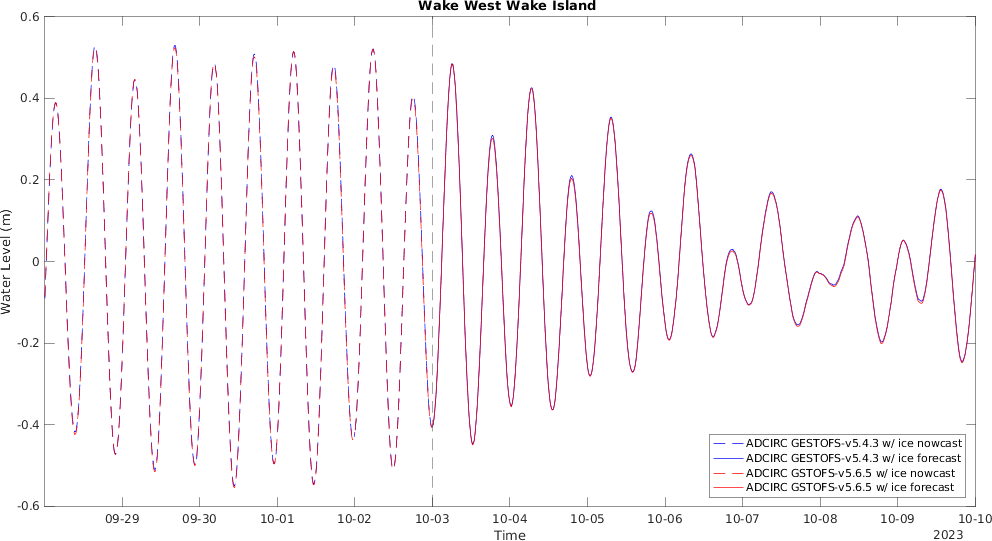 Wake West Wake Island
0.6
0.4
0.2
0
-0.2
-0.4
-0.6
Water Level (m)
09-29 09-30 10-01 10-02 10-03 10-04 10-05 10-06 10-07 10-08 10-09 10-10
Time
2023
ADCIRC GESTOFS-v5.4.3 w/ ice nowcast
ADCIRC GESTOFS-v5.4.3 w/ ice forecast
ADCIRC GSTOFS-v5.6.5 w/ ice nowcast
ADCIRC GSTOFS-v5.6.5 w/ ice forecast